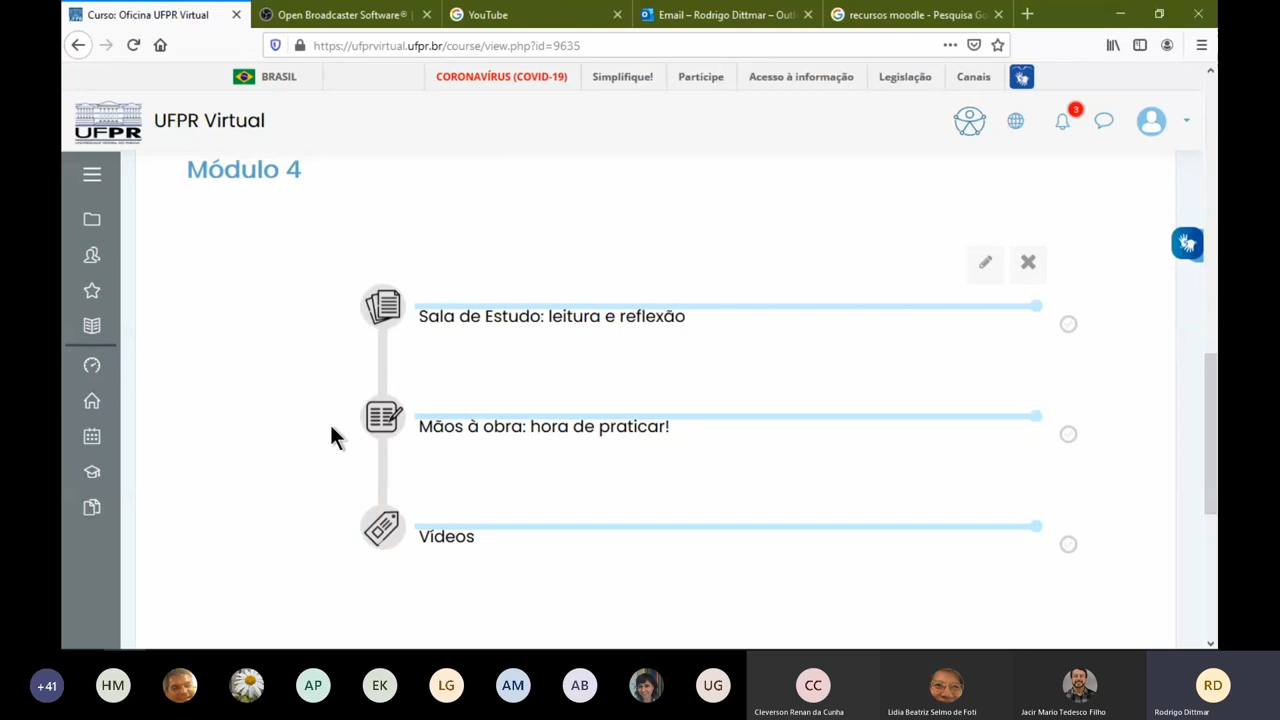 Curso: Oficina UFPR Virtual
Open Broadcaster Software® |
YouTube
Email – Rodrigo Dittmar – Outl
recursos moodle - Pesquisa Go
https://ufprvirtual.ufpr.br/course/view.php?id=9635
BRASIL
CORONAVÍRUS (COVID-19)
Simplifique!
Participe
Acesso à informação
Legislação
Canais
UFPR
UFPR Virtual
3
Módulo 4
Sala de Estudo: leitura e reflexão
Mãos à obra: hora de praticar!
Vídeos
+41
HM
AP
EK
LG
AM
AB
UG
CC
RD
Cleverson Renan da Cunha
Lidia Beatriz Selmo de Foti
Jacir Mario Tedesco Filho
Rodrigo Dittmar